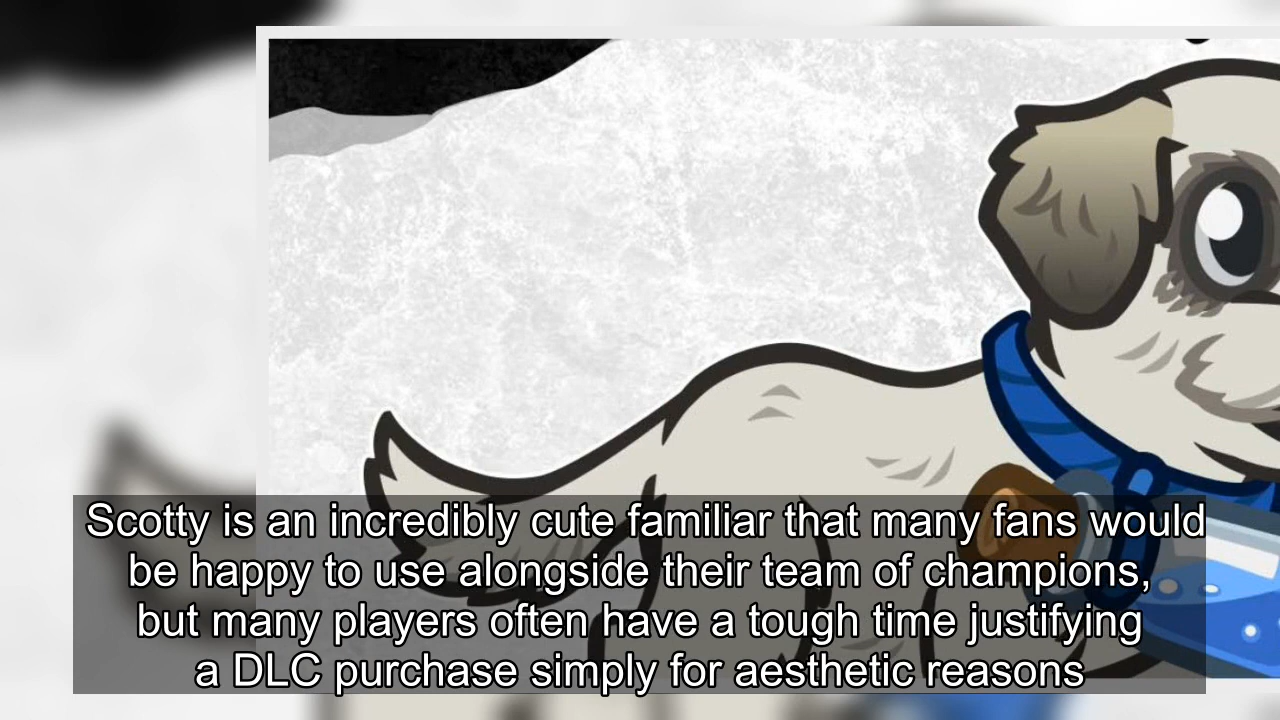 Scotty is an incredibly cute familiar that many fans would
be happy to use alongside their team of champions,
but many players often have a tough time justifying
a DLC purchase simply for aesthetic reasons